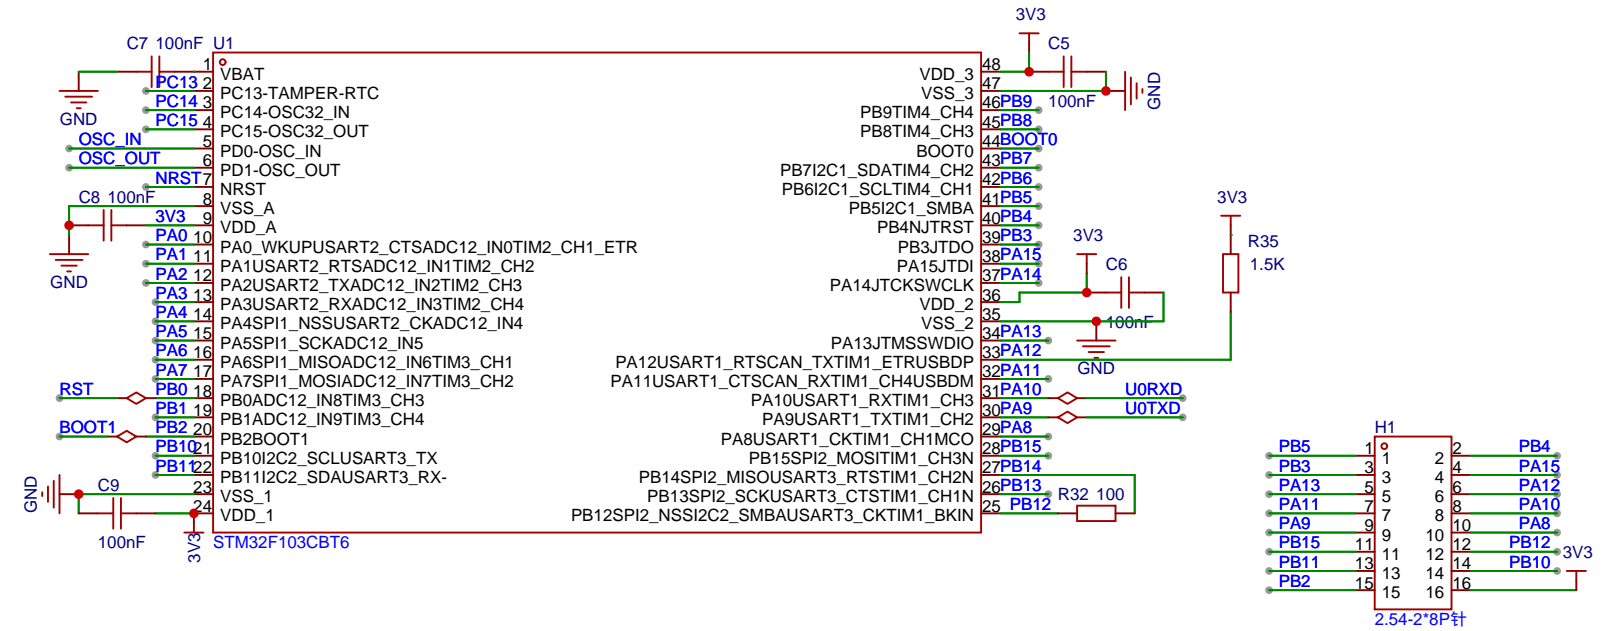 C7 100nF
GND
U1
STM32F103CBT6
1 VBAT
PC13 2 PC13-TAMPER-RTC
PC14 3 PC14-OSC32_IN
PC15 4 PC15-OSC32_OUT
OSC_IN 5 PD0-OSC_IN
OSC_OUT 6 PD1-OSC_OUT
NRST 7 NRST
C8 100nF
GND
8 VSS_A
3V3 9 VDD_A
PA0 10 PA0_WKUPUSART2_CTSADC12_IN0TIM2_CH1_ETR
PA1 11 PA1USART2_RTSADC12_IN1TIM2_CH2
PA2 12 PA2USART2_TXADC12_IN2TIM2_CH3
PA3 13 PA3USART2_RXADC12_IN3TIM2_CH4
PA4 14 PA4SPI1_NSSUSART2_CKADC12_IN4
PA5 15 PA5SPI1_SCKADC12_IN5
PA6 16 PA6SPI1_MISOADC12_IN6TIM3_CH1
PA7 17 PA7SPI1_MOSIADC12_IN7TIM3_CH2
RST PB0 18 PB0ADC12_IN8TIM3_CH3
PB1 19 PB1ADC12_IN9TIM3_CH4
BOOT1 PB2 20 PB2BOOT1
PB10 21 PB10I2C2_SCLUSART3_TX
PB11 22 PB11I2C2_SDAUSART3_RX-
23 VSS_1
24 VDD_1
GND
C9
100nF
3V3
3V3
C5
100nF
GND
VDD_3 48
VSS_3 47
PB9TIM4_CH4 46 PB9
PB8TIM4_CH3 45 PB8
BOOT0 44 BOOT0
PB7I2C1_SDATIM4_CH2 43 PB7
PB6I2C1_SCLTIM4_CH1 42 PB6
PB5I2C1_SMBA 41 PB5
PB4NJTRST 40 PB4
PB3JTDO 39 PB3
PA15JTDI 38 PA15
PA14JTCKSWCLK 37 PA14
VDD_2 36
VSS_2 35
3V3
C6
100nF
GND
PA13JTMSSWDIO 34 PA13
PA12USART1_RTSCAN_TXTIM1_ETRUSBDP 33 PA12
PA11USART1_CTSCAN_RXTIM1_CH4USBDM 32 PA11
PA10USART1_RXTIM1_CH3 31 PA10 U0RXD
PA9USART1_TXTIM1_CH2 30 PA9 U0TXD
PA8USART1_CKTIM1_CH1MCO 29 PA8
PB15SPI2_MOSITIM1_CH3N 28 PB15
PB14SPI2_MISOUSART3_RTSTIM1_CH2N 27 PB14
PB13SPI2_SCKUSART3_CTSTIM1_CH1N 26 PB13
PB12SPI2_NSSI2C2_SMBAUSART3_CKTIM1_BKIN 25 PB12
R32 100
3V3
R35
1.5K
H1
PB5 1 1 2 2 PB4
PB3 3 3 4 4 PA15
PA13 5 5 6 6 PA12
PA11 7 7 8 8 PA10
PA9 9 9 10 10 PA8
PB15 11 11 12 12 PB12
PB11 13 13 14 14 PB10
PB2 15 15 16 16
3V3
2.54-2*8P针